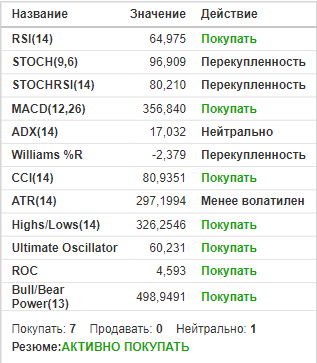 Название Значение Действие
RSI(14) 64,975 Покупать
STOCH(9,6) 96,909 Перекупленность
STOCHRSI(14) 80,210 Перекупленность
MACD(12,26) 356,840 Покупать
ADX(14) 17,032 Нейтрально
Williams %R -2,379 Перекупленность
CCI(14) 80,9351 Покупать
ATR(14) 297,1994 Менее волатилен
Highs/Lows(14) 326,2546 Покупать
Ultimate Oscillator 60,231 Покупать
ROC 4,593 Покупать
Bull/Bear
Power(13) 498,9491 Покупать
Покупать: 7 Продавать: 0 Нейтрально: 1
Резюме:АКТИВНО ПОКУПАТЬ